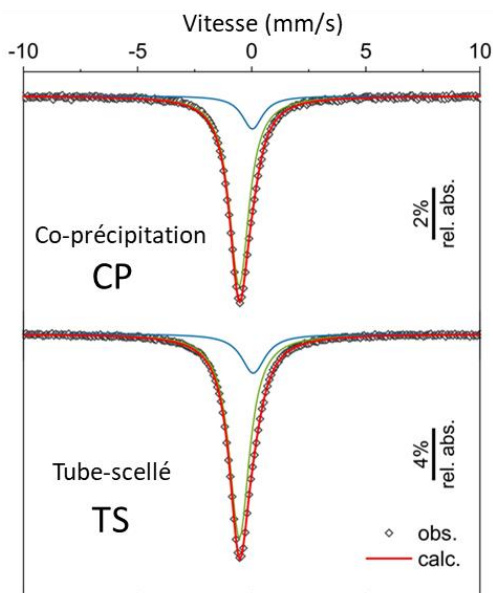 Vitesse (mm/s)
-10 -5 0 5 10
2%
rel. abs.
Co-précipitation
CP
4%
rel. abs.
Tube-scellé
TS
obs.
calc.